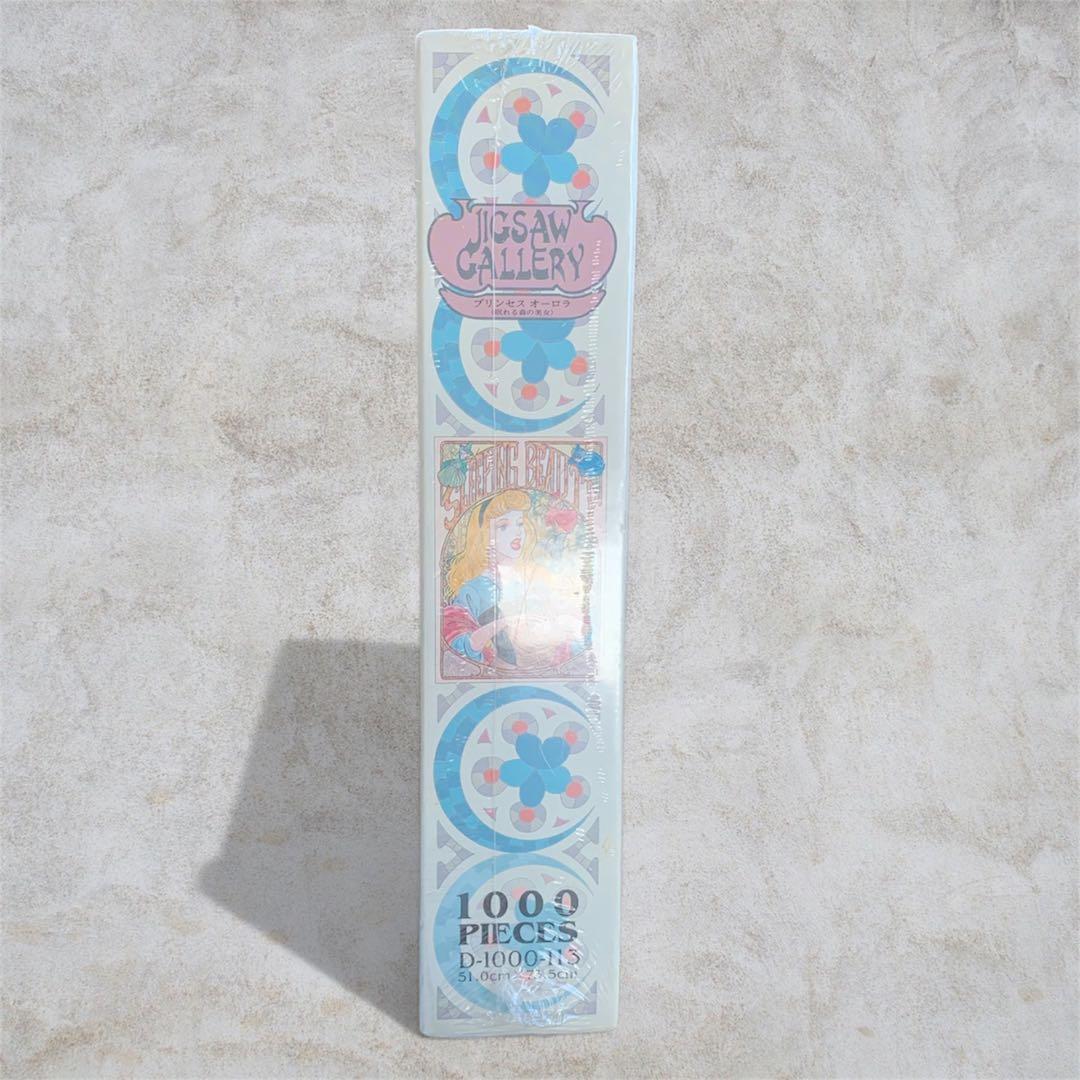 JIGSAW
GALLERY
プリンセス オーロラ
(眠れる森の美女)
SLEEPING BEAUTY
1000
PIECES
D-1000-113
51.0cm×73.5cm